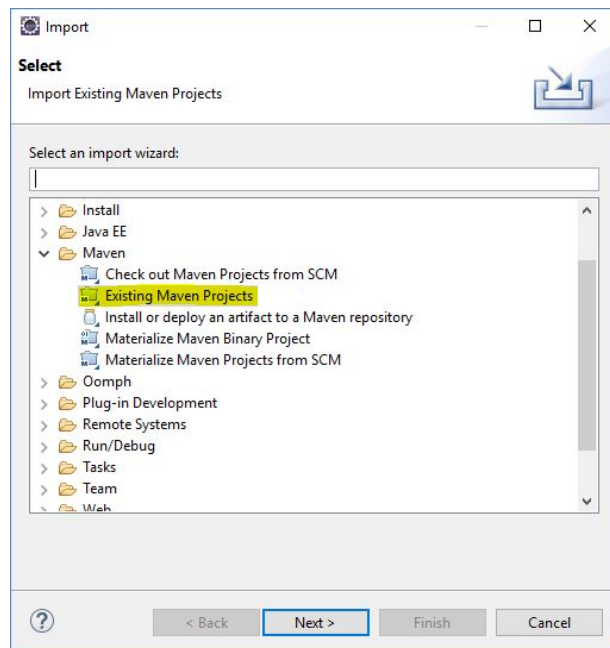 Import
Select
Import Existing Maven Projects
Select an import wizard:
Install
Java EE
Maven
Check out Maven Projects from SCM
Existing Maven Projects
Install or deploy an artifact to a Maven repository
Materialize Maven Binary Project
Materialize Maven Projects from SCM
Oomph
Plug-in Development
Remote Systems
Run/Debug
Tasks
Team
Web
< Back Next > Finish Cancel